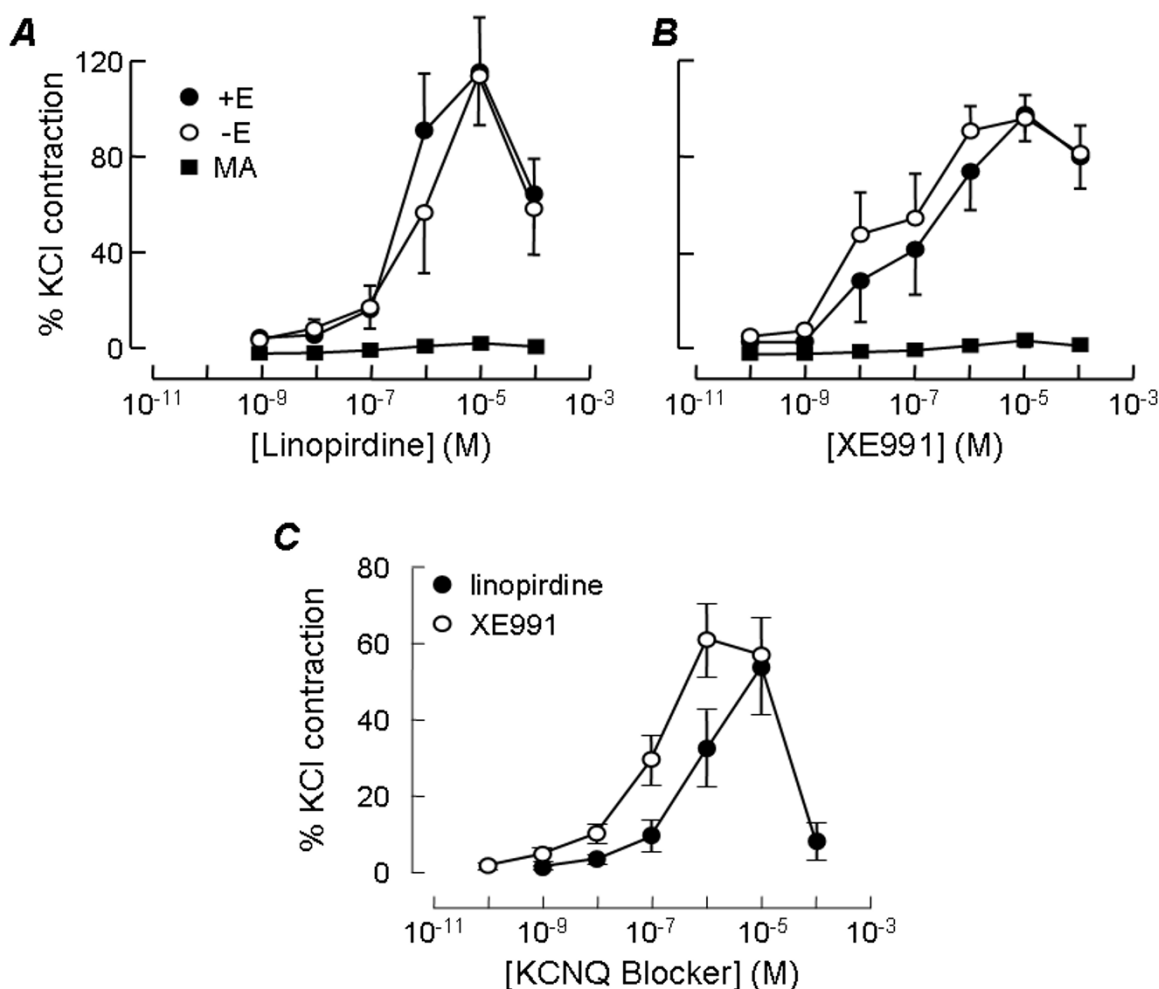 A
% KCl contraction
120
80
40
0
+E
-E
MA
10-11 10-9 10-7 10-5 10-3
[Linopirdine] (M)
B
10-11 10-9 10-7 10-5 10-3
[XE991] (M)
C
% KCl contraction
80
60
40
20
0
linopirdine
XE991
10-11 10-9 10-7 10-5 10-3
[KCNQ Blocker] (M)